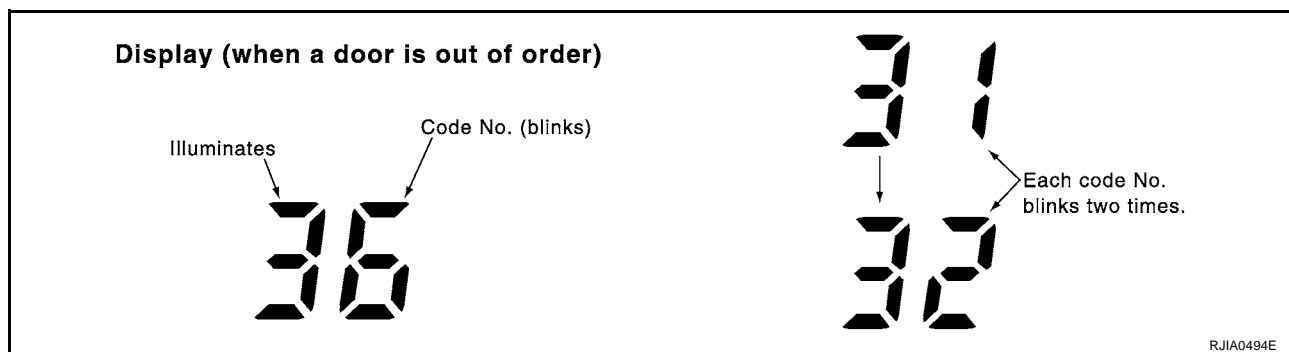 Display (when a door is out of order)
Illuminates
Code No. (blinks)
36
31
Each code No.
blinks two times.
32
RJIA0494E